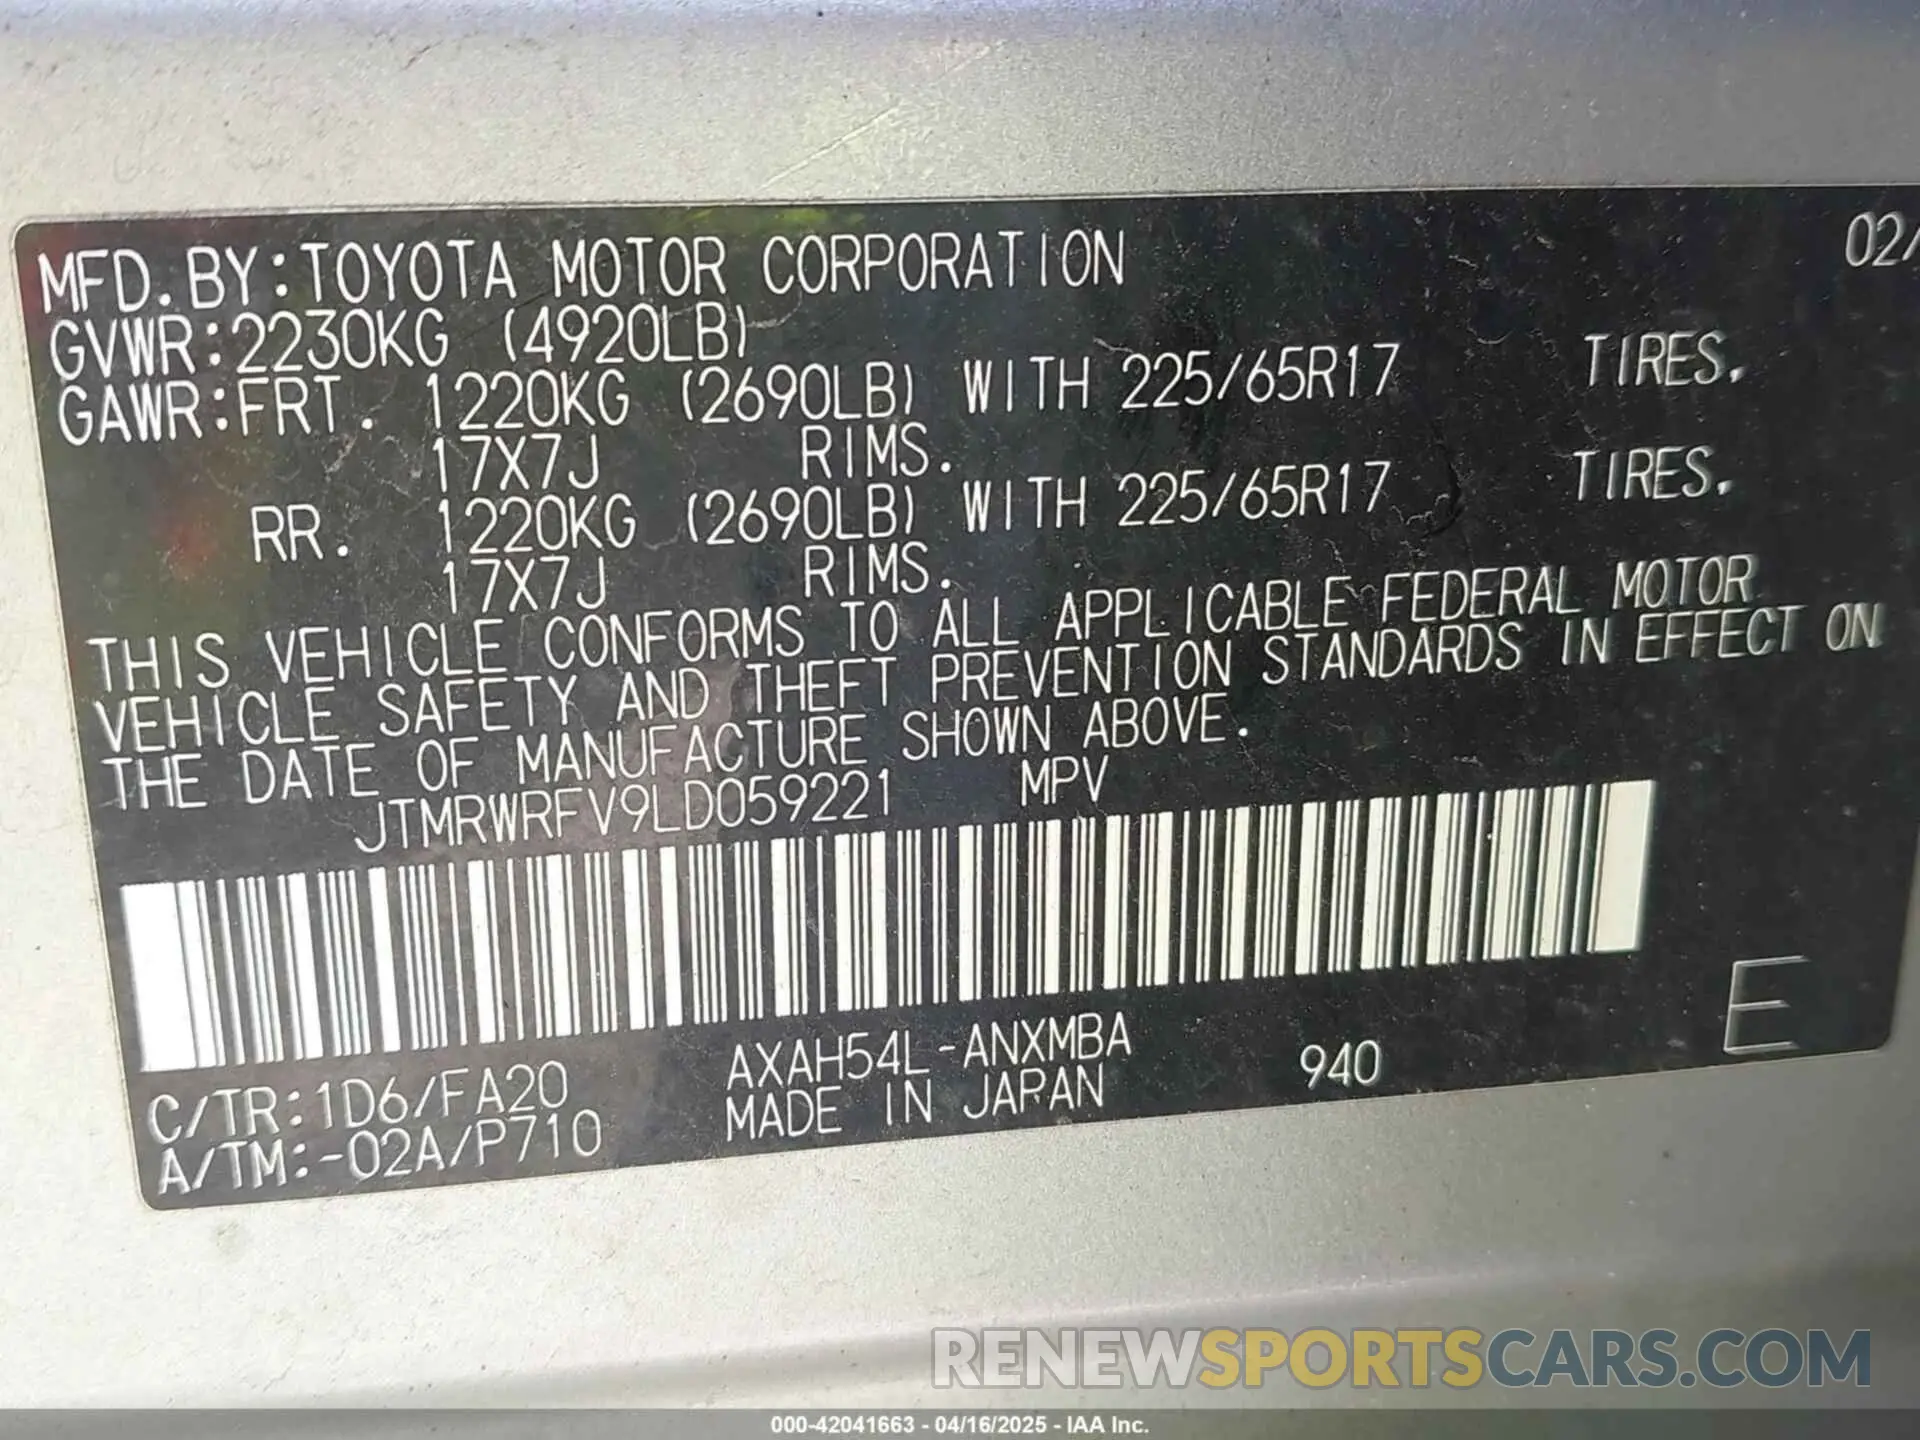 MFD. BY: TOYOTA MOTOR CORPORATION 02/
GVWR: 2230KG (4920LB)
GAWR: FRT. 1220KG (2690LB) WITH 225/65R17 TIRES.
17X7J RIMS.
RR. 1220KG (2690LB) WITH 225/65R17 TIRES.
17X7J RIMS.
THIS VEHICLE CONFORMS TO ALL APPLICABLE FEDERAL MOTOR
VEHICLE SAFETY AND THEFT PREVENTION STANDARDS IN EFFECT ON
THE DATE OF MANUFACTURE SHOWN ABOVE.
JTMRWRFV9LD059221 MPV
E
C/TR: 1D6/FA20 AXAH54L-ANXMBA 940
A/TM: -02A/P710 MADE IN JAPAN
RENEWSPORTSCARS.COM
000-42041663 - 04/16/2025 - IAA Inc.